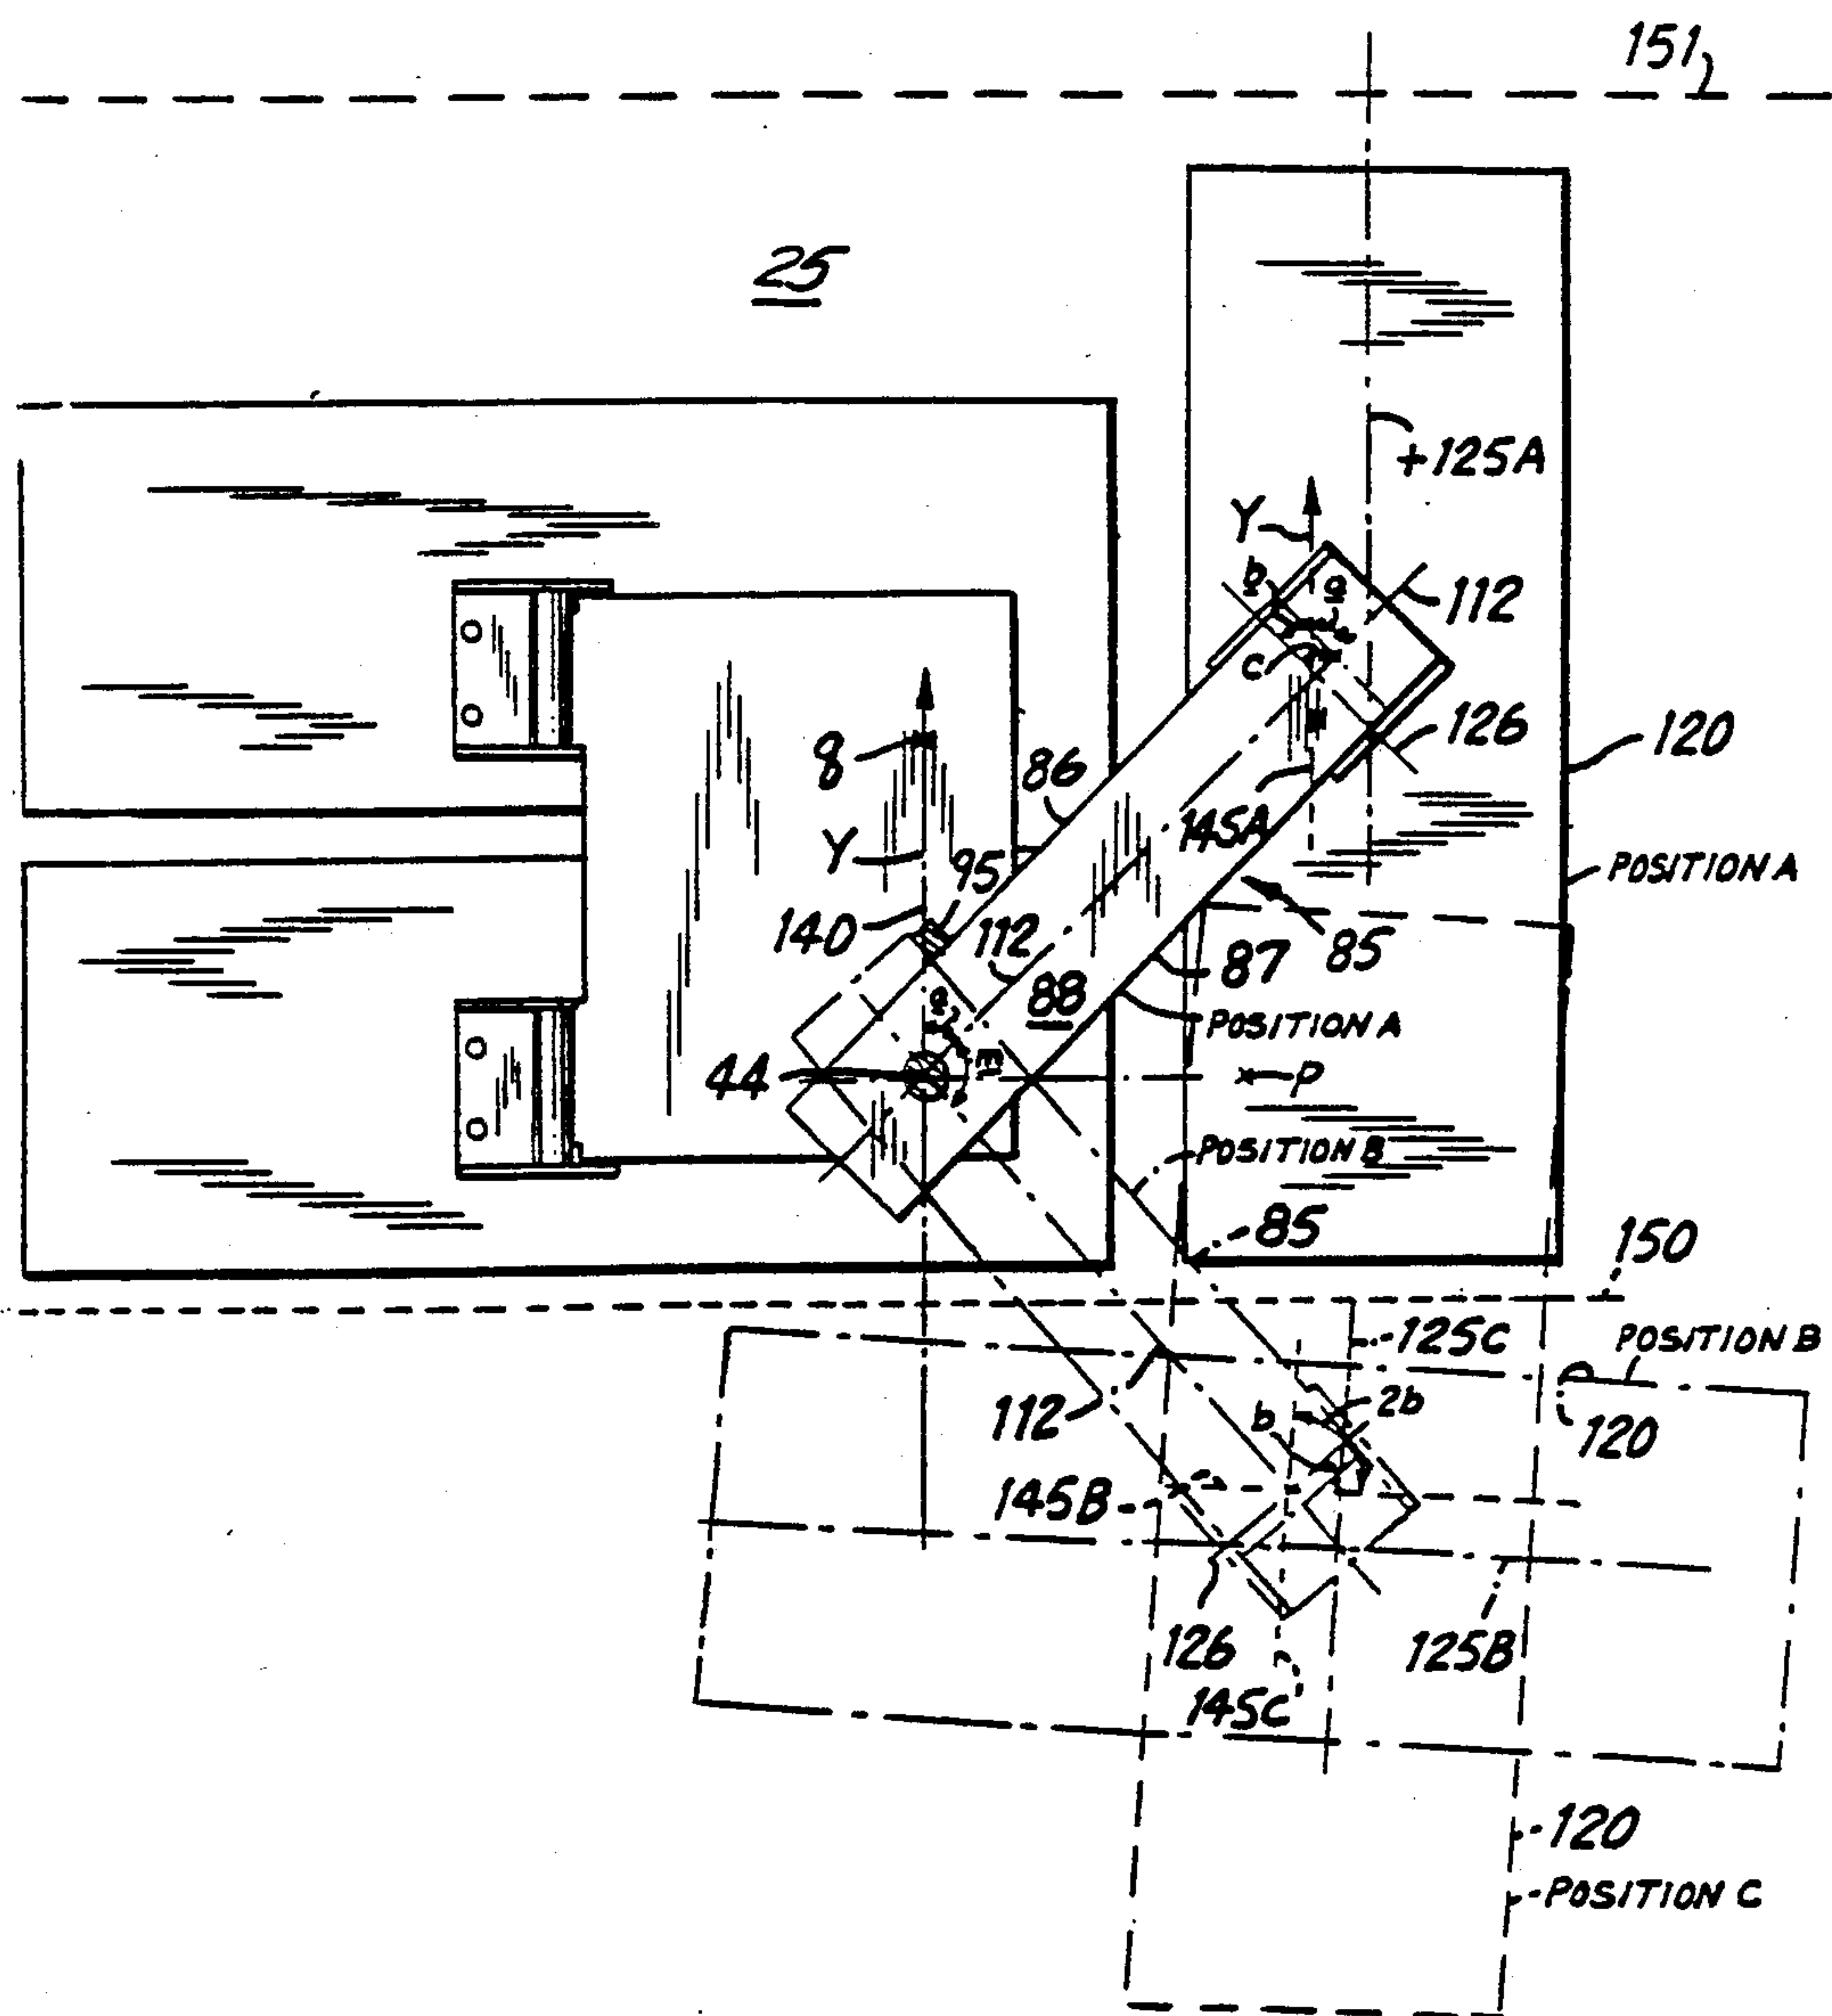 151
25
+125A
Y
b
a
112
c
126
120
8
86
145A
Y
95
POSITION A
140
112
87
85
a
88
POSITION A
44
m
P
POSITION B
85
150
125C
POSITION B
112
b
2b
120
145B
126
125B
145C
120
POSITION C